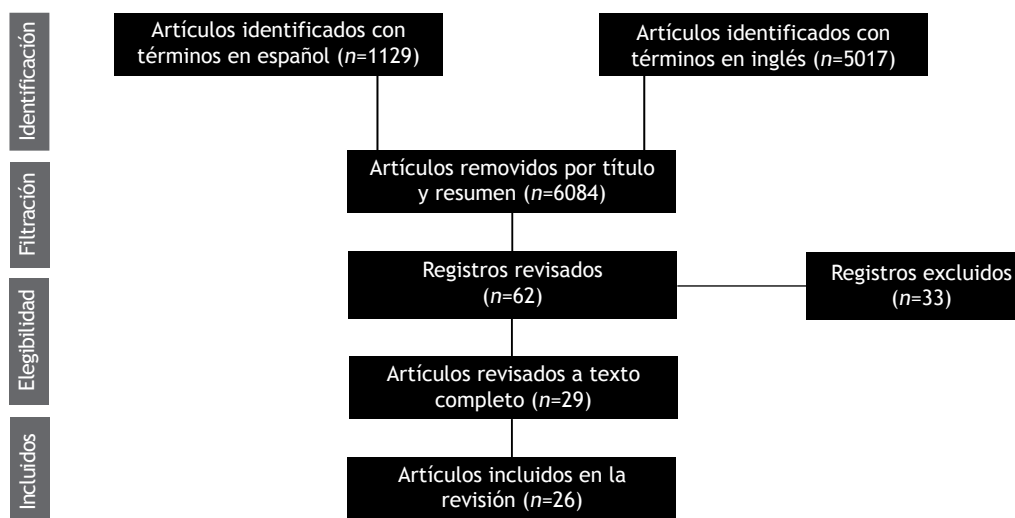 Identificación
Artículos identificados con
términos en español (n=1129)
Artículos identificados con
términos en inglés (n=5017)
Filtración
Artículos removidos por título
y resumen (n=6084)
Registros revisados
(n=62)
Registros excluidos
(n=33)
Elegibilidad
Artículos revisados a texto
completo (n=29)
Incluidos
Artículos incluidos en la
revisión (n=26)